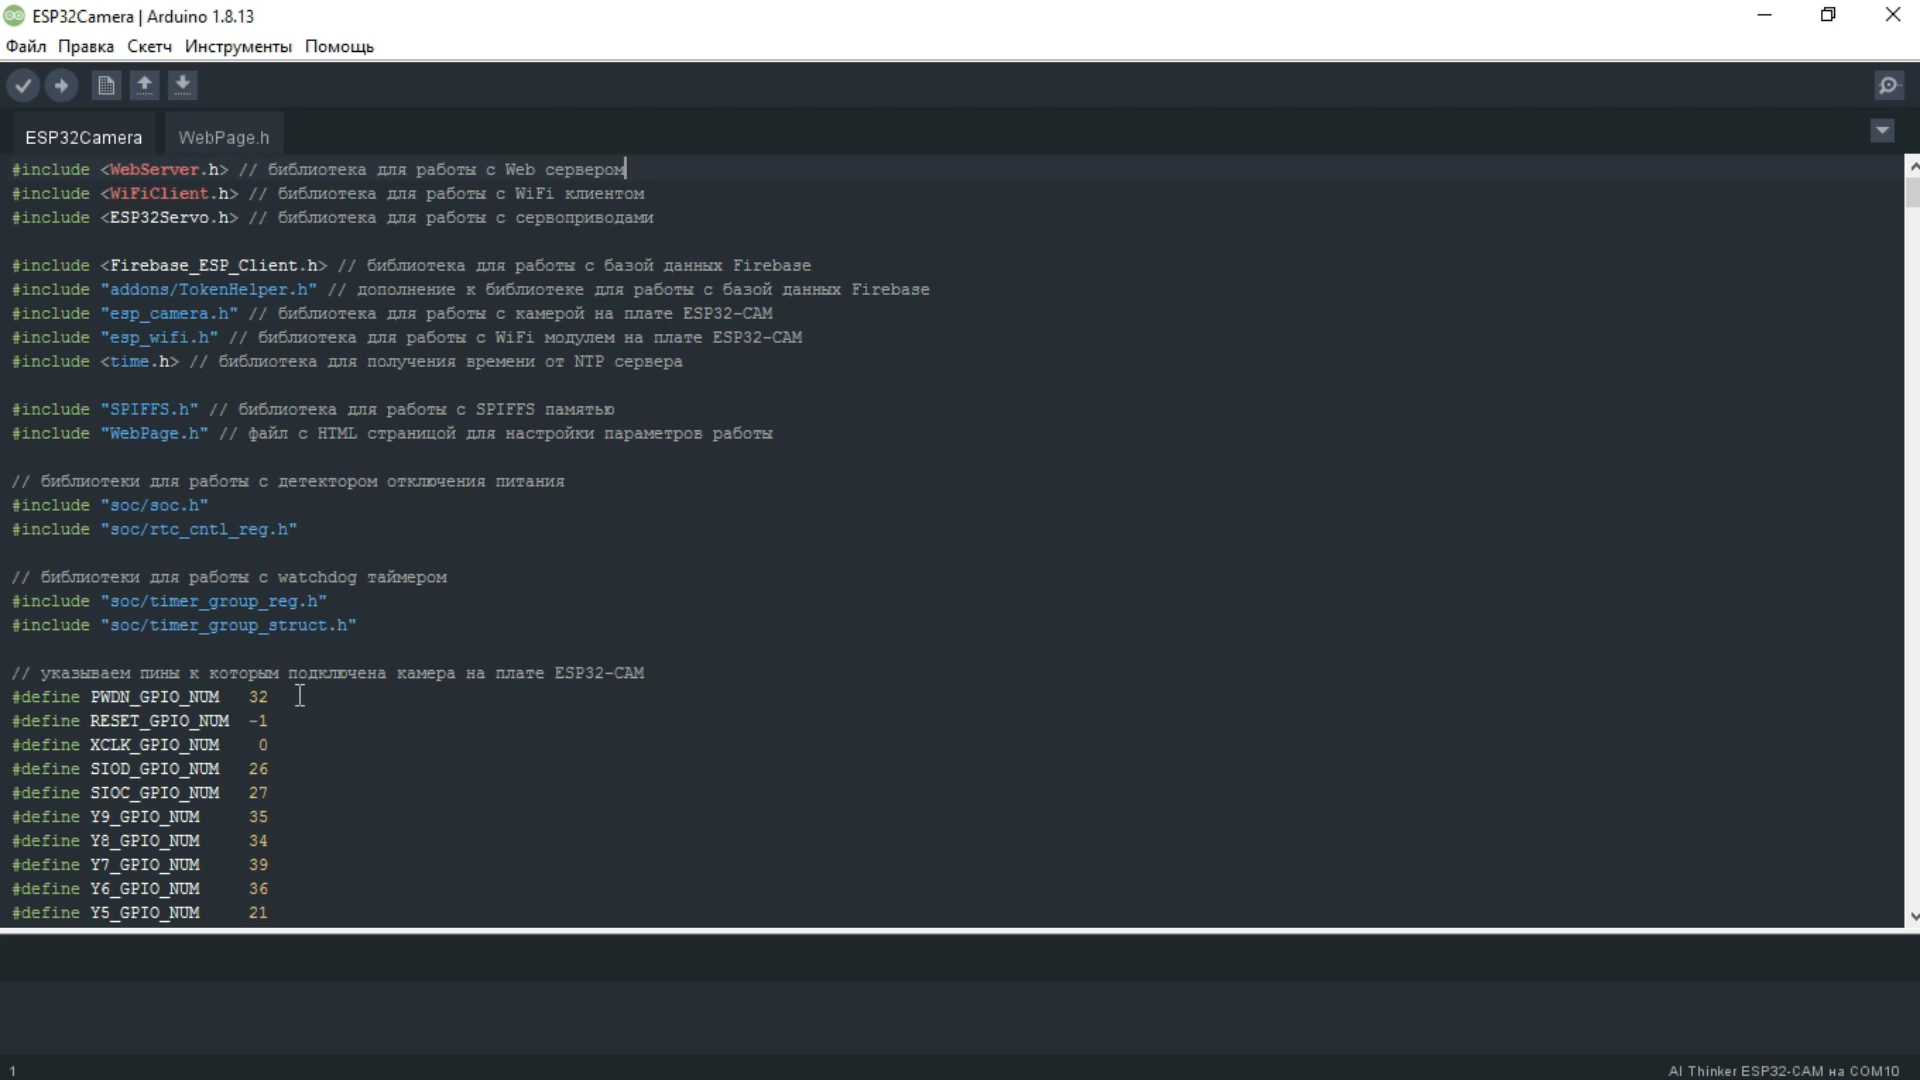 ESP32Camera | Arduino 1.8.13
Файл Правка Скетч Инструменты Помощь
ESP32Camera WebPage.h
#include <WebServer.h> // библиотека для работы с Web сервером
#include <WiFiClient.h> // библиотека для работы с WiFi клиентом
#include <ESP32Servo.h> // библиотека для работы с сервоприводами
#include <Firebase_ESP_Client.h> // библиотека для работы с базой данных Firebase
#include "addons/TokenHelper.h" // дополнение к библиотеке для работы с базой данных Firebase
#include "esp_camera.h" // библиотека для работы с камерой на плате ESP32-CAM
#include "esp_wifi.h" // библиотека для работы с WiFi модулем на плате ESP32-CAM
#include <time.h> // библиотека для получения времени от NTP сервера
#include "SPIFFS.h" // библиотека для работы с SPIFFS памятью
#include "WebPage.h" // файл с HTML страницой для настройки параметров работы
// библиотеки для работы с детектором отключения питания
#include "soc/soc.h"
#include "soc/rtc_cntl_reg.h"
// библиотеки для работы с watchdog таймером
#include "soc/timer_group_reg.h"
#include "soc/timer_group_struct.h"
// указываем пины к которым подключена камера на плате ESP32-CAM
#define PWDN_GPIO_NUM 32
#define RESET_GPIO_NUM -1
#define XCLK_GPIO_NUM 0
#define SIOD_GPIO_NUM 26
#define SIOC_GPIO_NUM 27
#define Y9_GPIO_NUM 35
#define Y8_GPIO_NUM 34
#define Y7_GPIO_NUM 39
#define Y6_GPIO_NUM 36
#define Y5_GPIO_NUM 21
1 AI Thinker ESP32-CAM на COM10